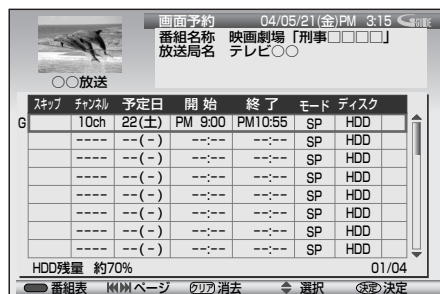 画面予約 04/05/21(金)PM 3:15 GGUIDE
番組名称 映画劇場「刑事□□□□」
放送局名 テレビ○○
○○放送
スキップ チャンネル 予定日 開 始 終 了 モード ディスク
G 10ch 22(土) PM 9:00 PM10:55 SP HDD
---- --(-) --:-- --:-- SP HDD
---- --(-) --:-- --:-- SP HDD
---- --(-) --:-- --:-- SP HDD
---- --(-) --:-- --:-- SP HDD
---- --(-) --:-- --:-- SP HDD
---- --(-) --:-- --:-- SP HDD
---- --(-) --:-- --:-- SP HDD
HDD残量 約70% 01/04
番組表 ページ クリア 消去 選択 決定 決定